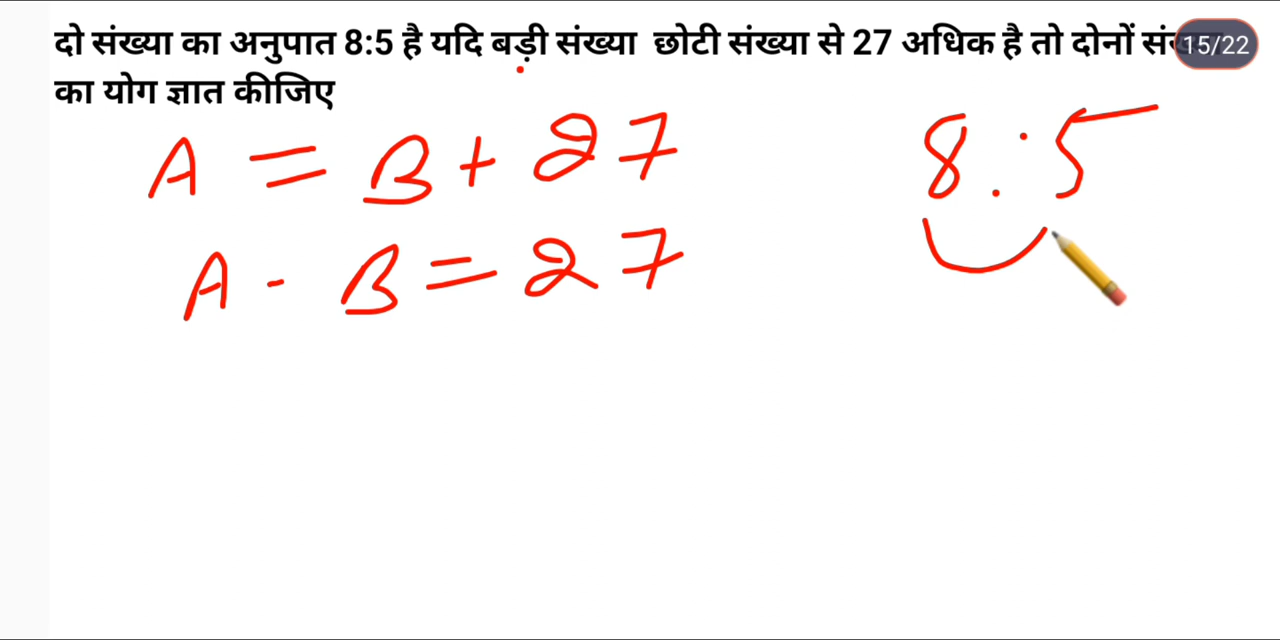 दो संख्या का अनुपात 8:5 है यदि बड़ी संख्या छोटी संख्या से 27 अधिक है तो दोनों
15/22
का योग ज्ञात कीजिए
A = B + 27
8 : 5
A - B = 27